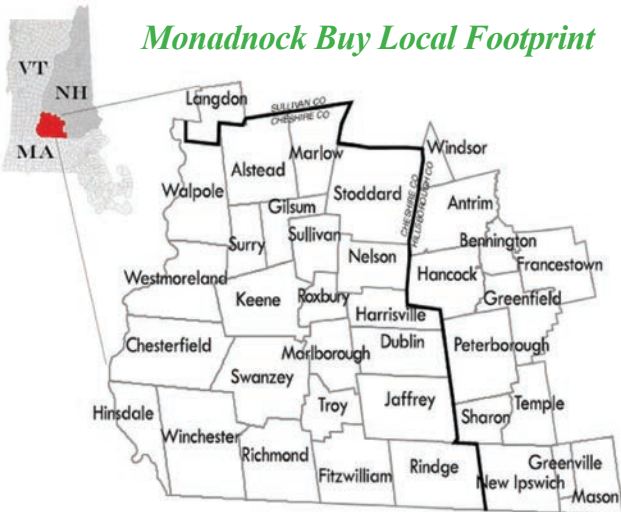 Monadnock Buy Local Footprint
VT
NH
MA
Langdon
SULLIVAN CO
CHESHIRE CO
Marlow
Windsor
Alstead
Walpole
Stoddard
CHESHIRE CO
HILLSBOROUGH CO
Antrim
Gilsum
Surry
Sullivan
Nelson
Bennington
Francestown
Hancock
Westmoreland
Keene
Roxbury
Greenfield
Harrisville
Chesterfield
Marlborough
Dublin
Peterborough
Swanzey
Hinsdale
Troy
Jaffrey
Sharon
Temple
Winchester
Richmond
Fitzwilliam
Rindge
Greenville
New Ipswich
Mason